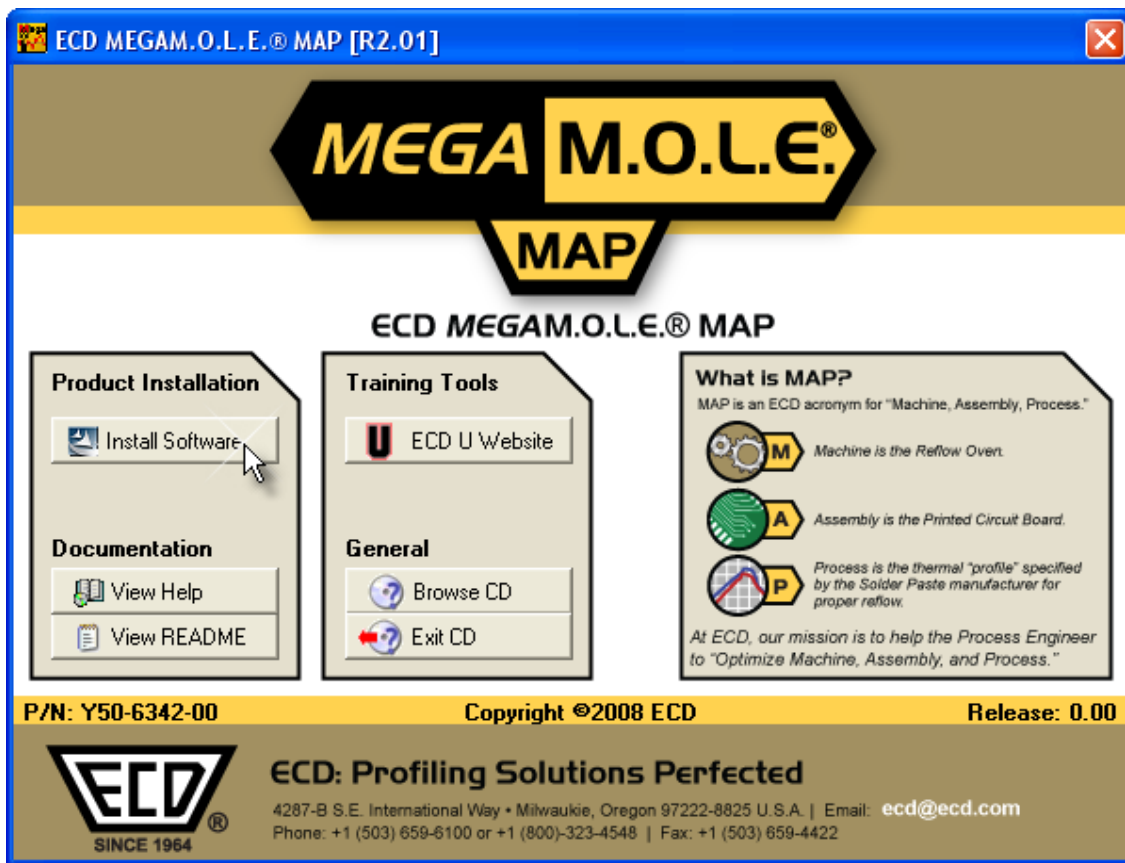 ECD MEGAM.O.L.E.® MAP [R2.01]
MEGA M.O.L.E.®
MAP
ECD MEGAM.O.L.E.® MAP
Product Installation
Install Software
Documentation
View Help
View README
Training Tools
U ECD U Website
General
Browse CD
Exit CD
What is MAP?
MAP is an ECD acronym for “Machine, Assembly, Process.”
M Machine is the Reflow Oven.
A Assembly is the Printed Circuit Board.
Process is the thermal “profile” specified
P by the Solder Paste manufacturer for
proper reflow.
At ECD, our mission is to help the Process Engineer
to “Optimize Machine, Assembly, and Process.”
P/N: Y50-6342-00 Copyright ©2008 ECD Release: 0.00
ECD®
SINCE 1964
ECD: Profiling Solutions Perfected
4287-B S.E. International Way • Milwaukie, Oregon 97222-8825 U.S.A. | Email: ecd@ecd.com
Phone: +1 (503) 659-6100 or +1 (800)-323-4548 | Fax: +1 (503) 659-4422